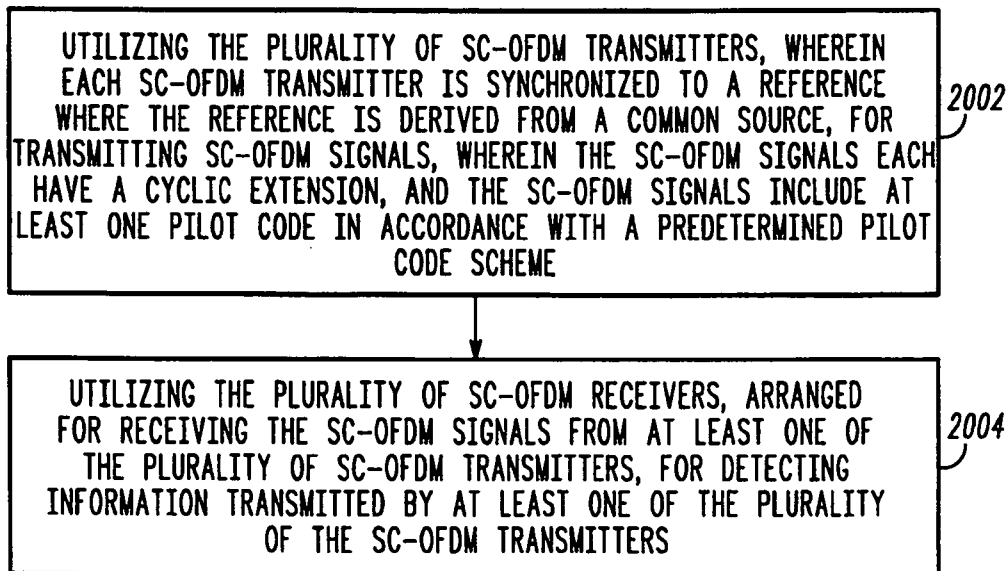 UTILIZING THE PLURALITY OF SC-OFDM TRANSMITTERS, WHEREIN
EACH SC-OFDM TRANSMITTER IS SYNCHRONIZED TO A REFERENCE
WHERE THE REFERENCE IS DERIVED FROM A COMMON SOURCE, FOR
TRANSMITTING SC-OFDM SIGNALS, WHEREIN THE SC-OFDM SIGNALS EACH
HAVE A CYCLIC EXTENSION, AND THE SC-OFDM SIGNALS INCLUDE AT
LEAST ONE PILOT CODE IN ACCORDANCE WITH A PREDETERMINED PILOT
CODE SCHEME
2002
UTILIZING THE PLURALITY OF SC-OFDM RECEIVERS, ARRANGED
FOR RECEIVING THE SC-OFDM SIGNALS FROM AT LEAST ONE OF
THE PLURALITY OF SC-OFDM TRANSMITTERS, FOR DETECTING
INFORMATION TRANSMITTED BY AT LEAST ONE OF THE PLURALITY
OF THE SC-OFDM TRANSMITTERS
2004